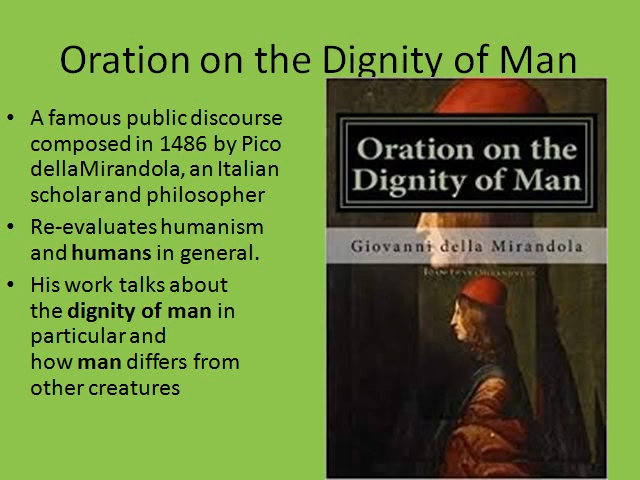 Oration on the Dignity of Man
• A famous public discourse
composed in 1486 by Pico
dellaMirandola, an Italian
scholar and philosopher
• Re-evaluates humanism
and humans in general.
• His work talks about
the dignity of man in
particular and
how man differs from
other creatures
Oration on the
Dignity of Man
Giovanni della Mirandola